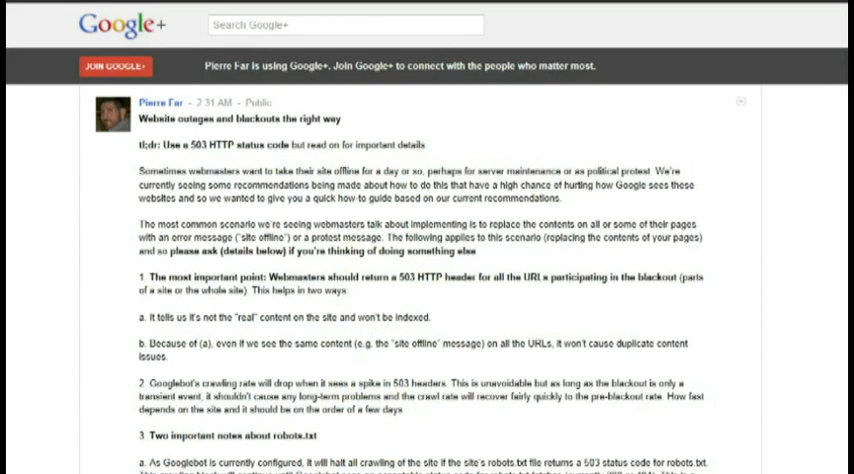 Google+
Search Google+
JOIN GOOGLE+
Pierre Far is using Google+. Join Google+ to connect with the people who matter most.
Pierre Far - 2:31 AM - Public
Website outages and blackouts the right way
tl;dr: Use a 503 HTTP status code but read on for important details.
Sometimes webmasters want to take their site offline for a day or so, perhaps for server maintenance or as political protest. We're
currently seeing some recommendations being made about how to do this that have a high chance of hurting how Google sees these
websites and so we wanted to give you a quick how-to guide based on our current recommendations.
The most common scenario we're seeing webmasters talk about implementing is to replace the contents on all or some of their pages
with an error message ("site offline") or a protest message. The following applies to this scenario (replacing the contents of your pages)
and so please ask (details below) if you're thinking of doing something else.
1. The most important point: Webmasters should return a 503 HTTP header for all the URLs participating in the blackout (parts
of a site or the whole site). This helps in two ways:
a. It tells us it's not the "real" content on the site and won't be indexed.
b. Because of (a), even if we see the same content (e.g. the "site offline" message) on all the URLs, it won't cause duplicate content
issues.
2. Googlebot's crawling rate will drop when it sees a spike in 503 headers. This is unavoidable but as long as the blackout is only a
transient event, it shouldn't cause any long-term problems and the crawl rate will recover fairly quickly to the pre-blackout rate. How fast
depends on the site and it should be on the order of a few days.
3. Two important notes about robots.txt:
a. As Googlebot is currently configured, it will halt all crawling of the site if the site's robots.txt file returns a 503 status code for robots.txt.